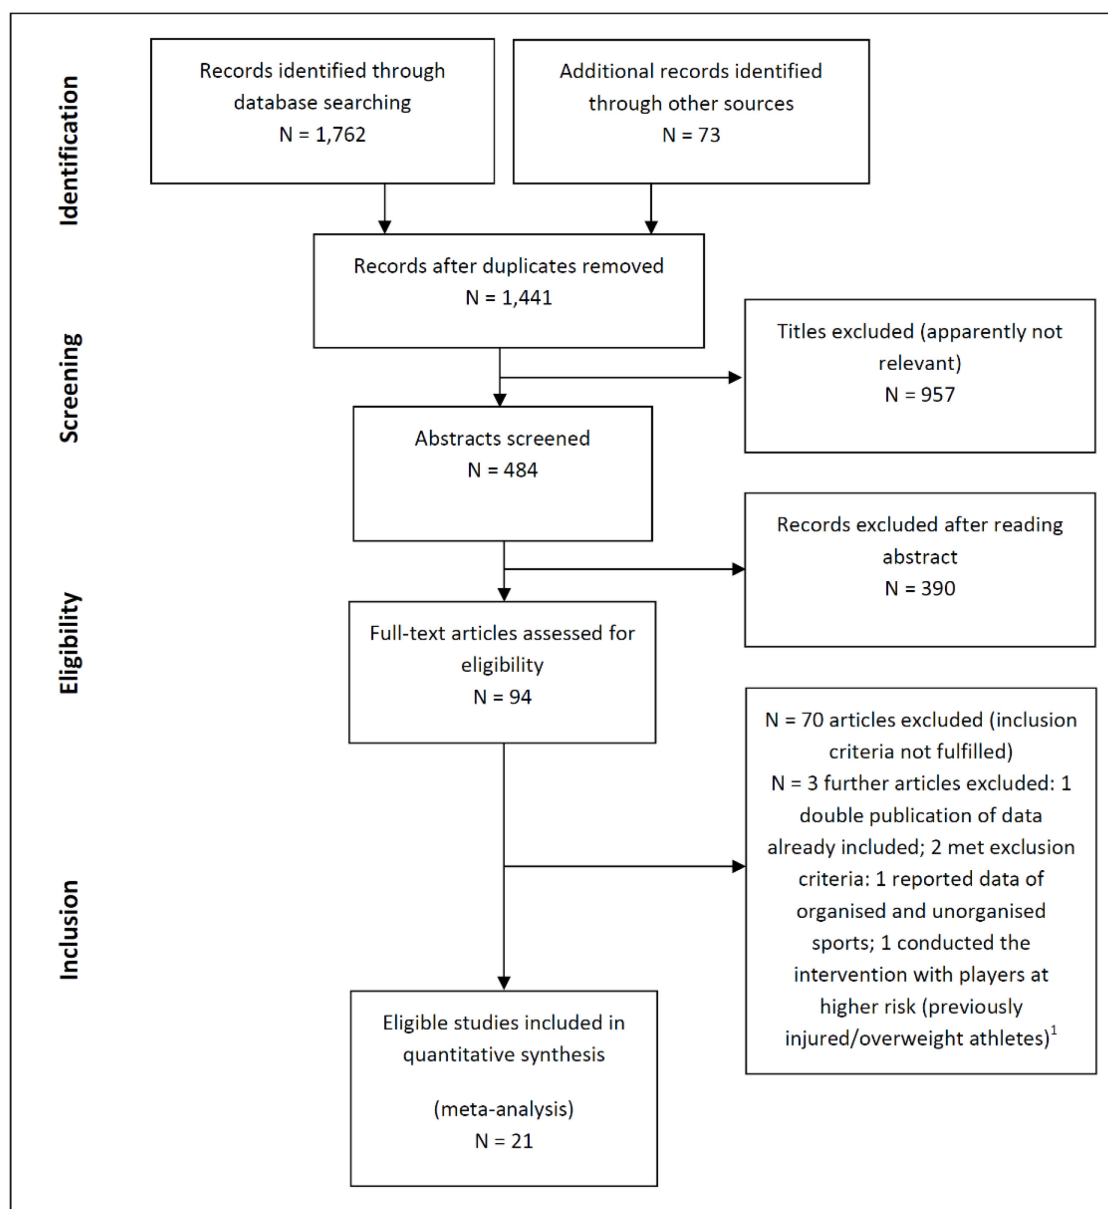 Identification
Records identified through
database searching
N = 1,762
Additional records identified
through other sources
N = 73
Records after duplicates removed
N = 1,441
Screening
Titles excluded (apparently not
relevant)
N = 957
Abstracts screened
N = 484
Records excluded after reading
abstract
N = 390
Eligibility
Full-text articles assessed for
eligibility
N = 94
N = 70 articles excluded (inclusion
criteria not fulfilled)
N = 3 further articles excluded: 1
double publication of data
already included; 2 met exclusion
criteria: 1 reported data of
organised and unorganised
sports; 1 conducted the
intervention with players at
higher risk (previously
injured/overweight athletes)1
Inclusion
Eligible studies included in
quantitative synthesis
(meta-analysis)
N = 21